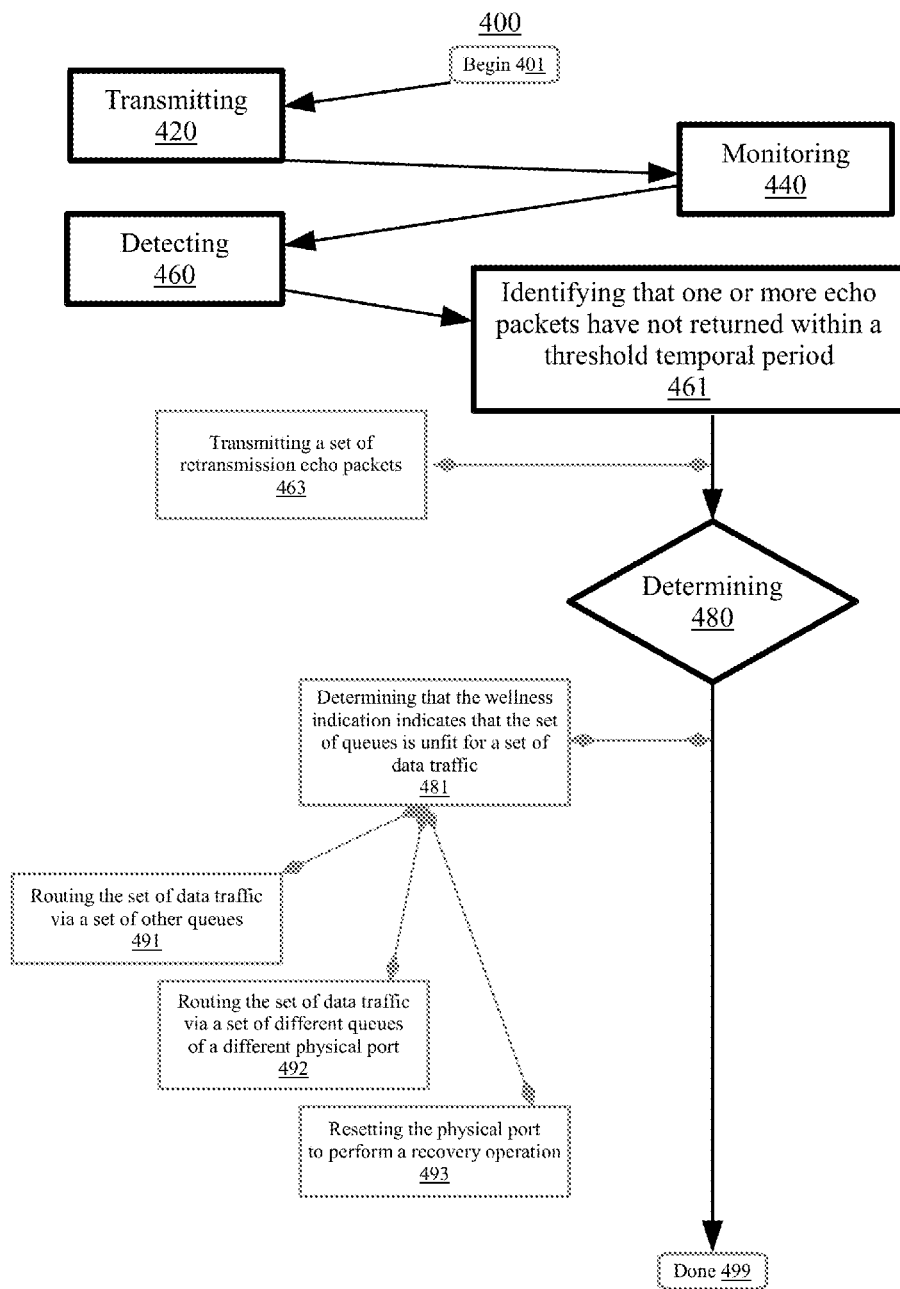 400
Begin 401
Transmitting
420
Monitoring
440
Detecting
460
Identifying that one or more echo
packets have not returned within a
threshold temporal period
461
Transmitting a set of
retransmission echo packets
463
Determining
480
Determining that the wellness
indication indicates that the set
of queues is unfit for a set of
data traffic
481
Routing the set of data traffic
via a set of other queues
491
Routing the set of data traffic
via a set of different queues
of a different physical port
492
Resetting the physical port
to perform a recovery operation
493
Done 499